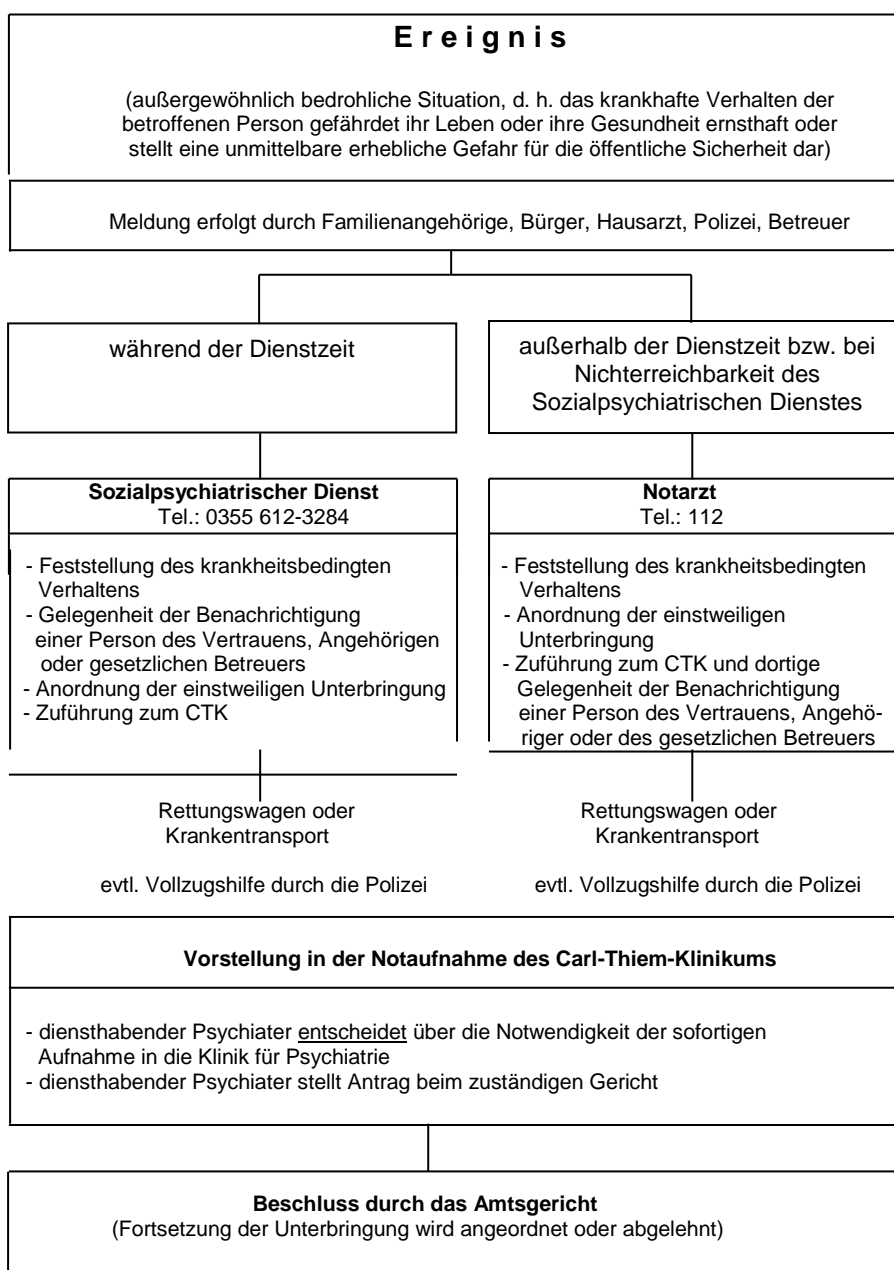 E r e i g n i s
(außergewöhnlich bedrohliche Situation, d. h. das krankhafte Verhalten der
betroffenen Person gefährdet ihr Leben oder ihre Gesundheit ernsthaft oder
stellt eine unmittelbare erhebliche Gefahr für die öffentliche Sicherheit dar)
Meldung erfolgt durch Familienangehörige, Bürger, Hausarzt, Polizei, Betreuer
während der Dienstzeit
außerhalb der Dienstzeit bzw. bei
Nichterreichbarkeit des
Sozialpsychiatrischen Dienstes
Sozialpsychiatrischer Dienst
Tel.: 0355 612-3284
- Feststellung des krankheitsbedingten
Verhaltens
- Gelegenheit der Benachrichtigung
einer Person des Vertrauens, Angehörigen
oder gesetzlichen Betreuers
- Anordnung der einstweiligen Unterbringung
- Zuführung zum CTK
Notarzt
Tel.: 112
- Feststellung des krankheitsbedingten
Verhaltens
- Anordnung der einstweiligen
Unterbringung
- Zuführung zum CTK und dortige
Gelegenheit der Benachrichtigung
einer Person des Vertrauens, Angehö-
riger oder des gesetzlichen Betreuers
Rettungswagen oder
Krankentransport
evtl. Vollzugshilfe durch die Polizei
Rettungswagen oder
Krankentransport
evtl. Vollzugshilfe durch die Polizei
Vorstellung in der Notaufnahme des Carl-Thiem-Klinikums
- diensthabender Psychiater entscheidet über die Notwendigkeit der sofortigen
Aufnahme in die Klinik für Psychiatrie
- diensthabender Psychiater stellt Antrag beim zuständigen Gericht
Beschluss durch das Amtsgericht
(Fortsetzung der Unterbringung wird angeordnet oder abgelehnt)